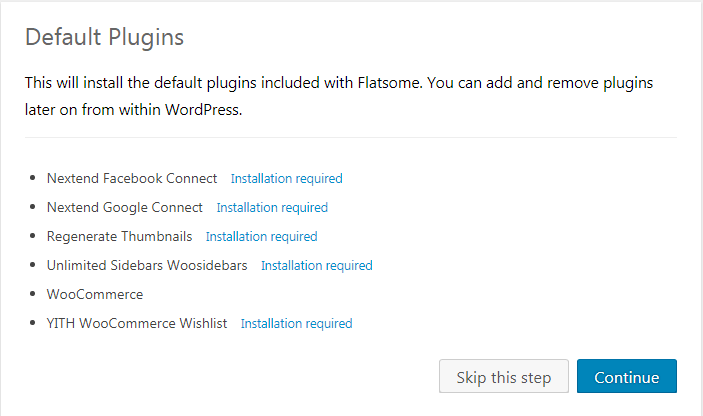 Default Plugins
This will install the default plugins included with Flatsome. You can add and remove plugins
later on from within WordPress.
Nextend Facebook Connect Installation required
Nextend Google Connect Installation required
Regenerate Thumbnails Installation required
Unlimited Sidebars Woosidebars Installation required
WooCommerce
YITH WooCommerce Wishlist Installation required
Skip this step Continue